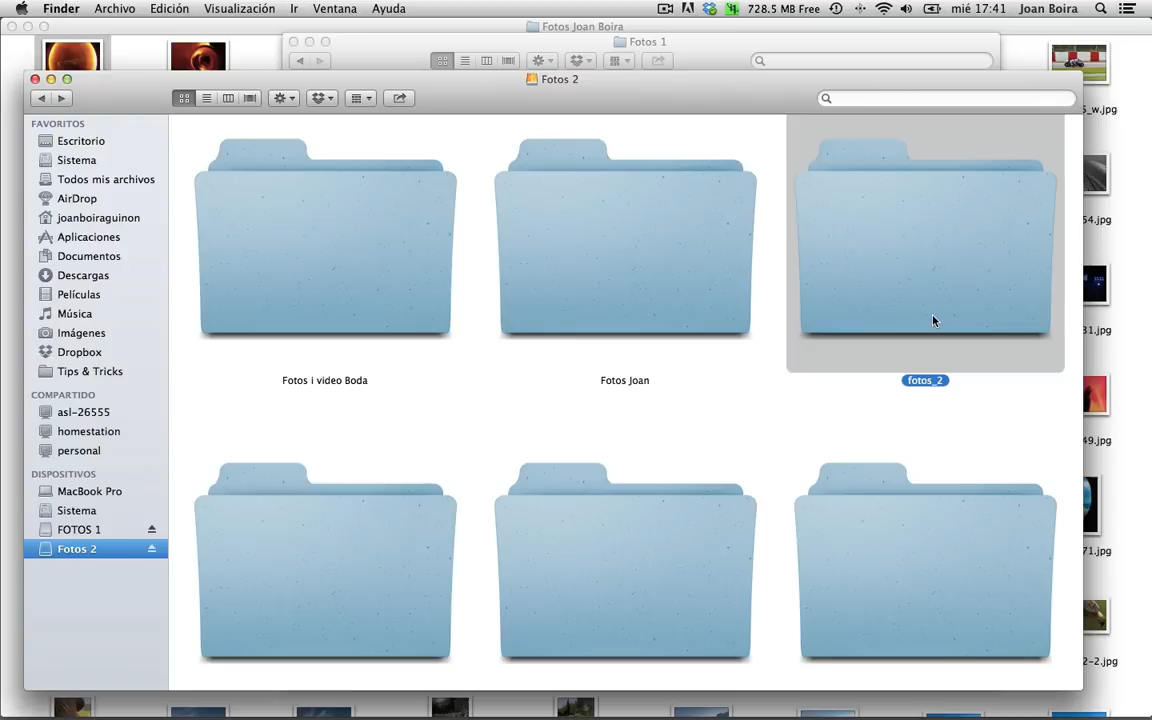 Finder Archivo Edición Visualización Ir Ventana Ayuda 728.5 MB Free mié 17:41 Joan Boira
Fotos Joan Boira
Fotos 1
Fotos 2
FAVORITOS
Escritorio
Sistema
Todos mis archivos
AirDrop
joanboiraguinon
Aplicaciones
Documentos
Descargas
Películas
Música
Imágenes
Dropbox
Tips & Tricks
COMPARTIDO
asl-26555
homestation
personal
DISPOSITIVOS
MacBook Pro
Sistema
FOTOS 1
Fotos 2
Fotos i video Boda
Fotos Joan
fotos_2
5_w.jpg
54.jpg
31.jpg
49.jpg
71.jpg
2-2.jpg